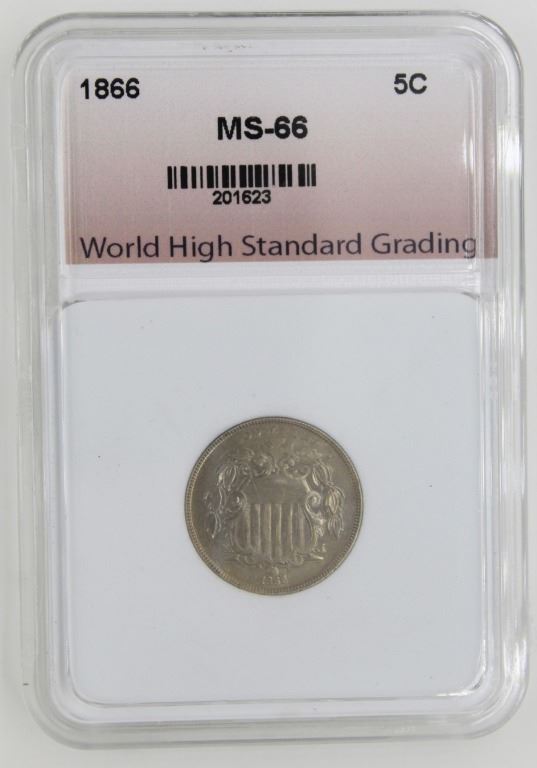 1866 5C
MS-66
201623
World High Standard Grading